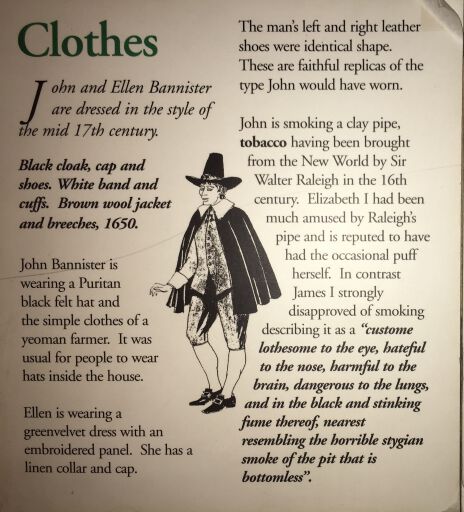 Clothes
John and Ellen Bannister
are dressed in the style of
the mid 17th century.
Black cloak, cap and
shoes. White band and
cuffs. Brown wool jacket
and breeches, 1650.
John Bannister is
wearing a Puritan
black felt hat and
the simple clothes of a
yeoman farmer. It was
usual for people to wear
hats inside the house.
Ellen is wearing a
greenvelvet dress with an
embroidered panel. She has a
linen collar and cap.
The man's left and right leather
shoes were identical shape.
These are faithful replicas of the
type John would have worn.
John is smoking a clay pipe,
tobacco having been brought
from the New World by Sir
Walter Raleigh in the 16th
century. Elizabeth I had been
much amused by Raleigh's
pipe and is reputed to have
had the occasional puff
herself. In contrast
James I strongly
disapproved of smoking
describing it as a "custome
lothesome to the eye, hateful
to the nose, harmful to the
brain, dangerous to the lungs,
and in the black and stinking
fume thereof, nearest
resembling the horrible stygian
smoke of the pit that is
bottomless".